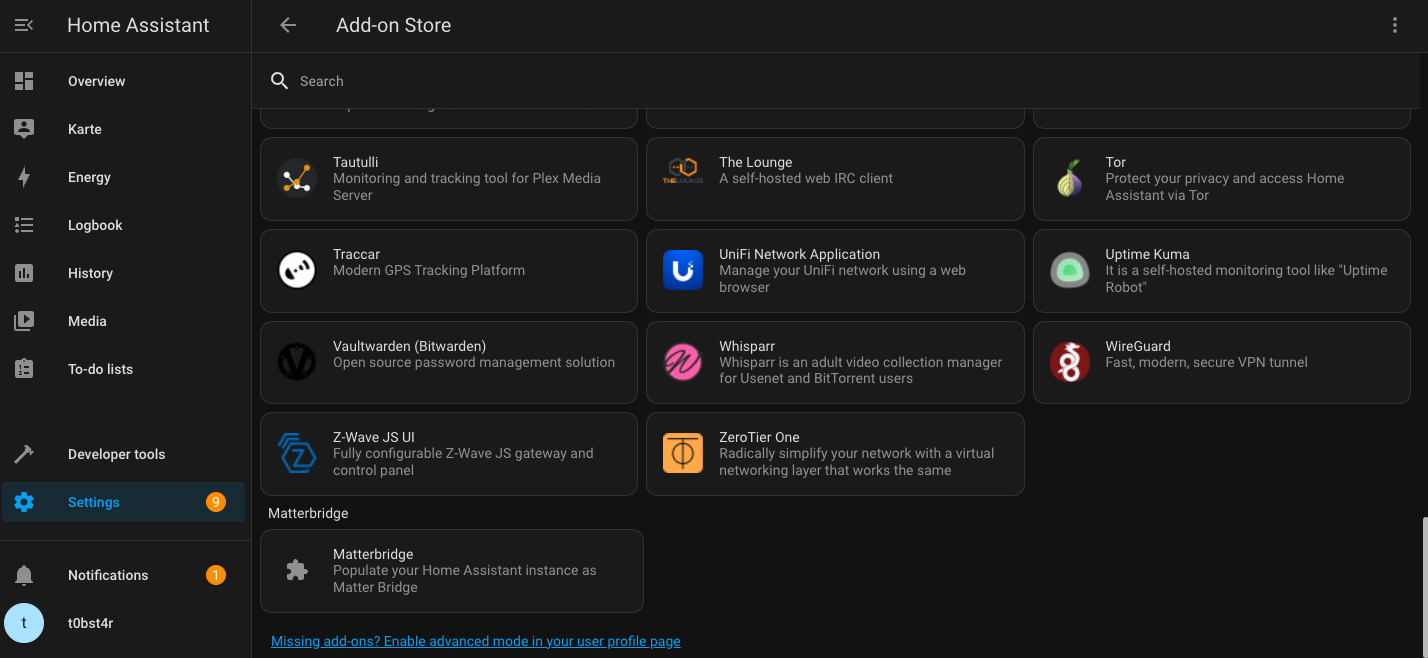 Home Assistant
Add-on Store
Search
Overview
Karte
Energy
Logbook
History
Media
To-do lists
Developer tools
Settings
9
Notifications
1
t
t0bst4r
Tautulli
Monitoring and tracking tool for Plex Media
Server
The Lounge
A self-hosted web IRC client
THELOUNGE
Tor
Protect your privacy and access Home
Assistant via Tor
Traccar
Modern GPS Tracking Platform
UniFi Network Application
Manage your UniFi network using a web
browser
Uptime Kuma
It is a self-hosted monitoring tool like "Uptime
Robot"
Vaultwarden (Bitwarden)
Open source password management solution
Whisparr
Whisparr is an adult video collection manager
for Usenet and BitTorrent users
WireGuard
Fast, modern, secure VPN tunnel
Z-Wave JS UI
Fully configurable Z-Wave JS gateway and
control panel
ZeroTier One
Radically simplify your network with a virtual
networking layer that works the same
Matterbridge
Matterbridge
Populate your Home Assistant instance as
Matter Bridge
Missing add-ons? Enable advanced mode in your user profile page